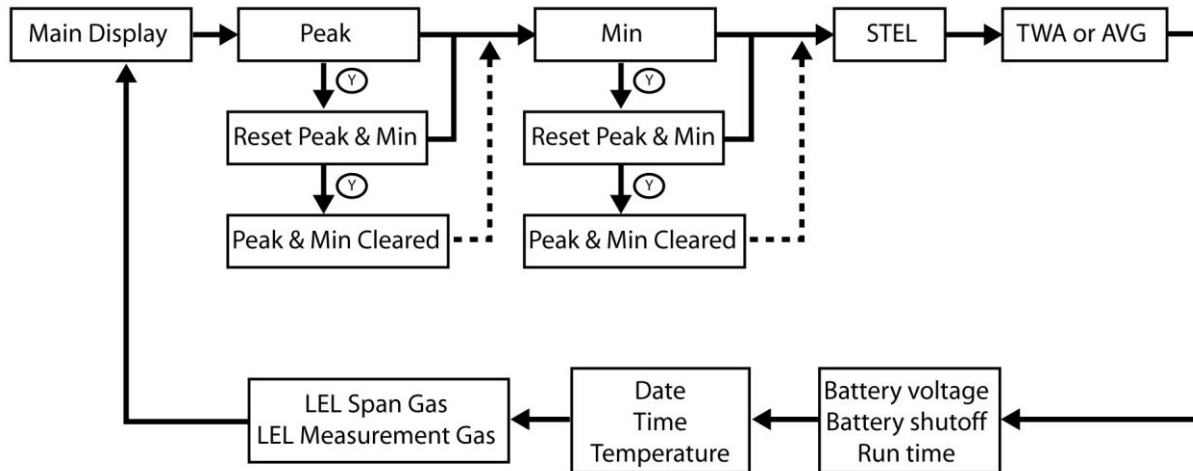 Main Display
Peak
Min
STEL
TWA or AVG
Y
Y
Reset Peak & Min
Reset Peak & Min
Y
Y
Peak & Min Cleared
Peak & Min Cleared
LEL Span Gas
LEL Measurement Gas
Date
Time
Temperature
Battery voltage
Battery shutoff
Run time